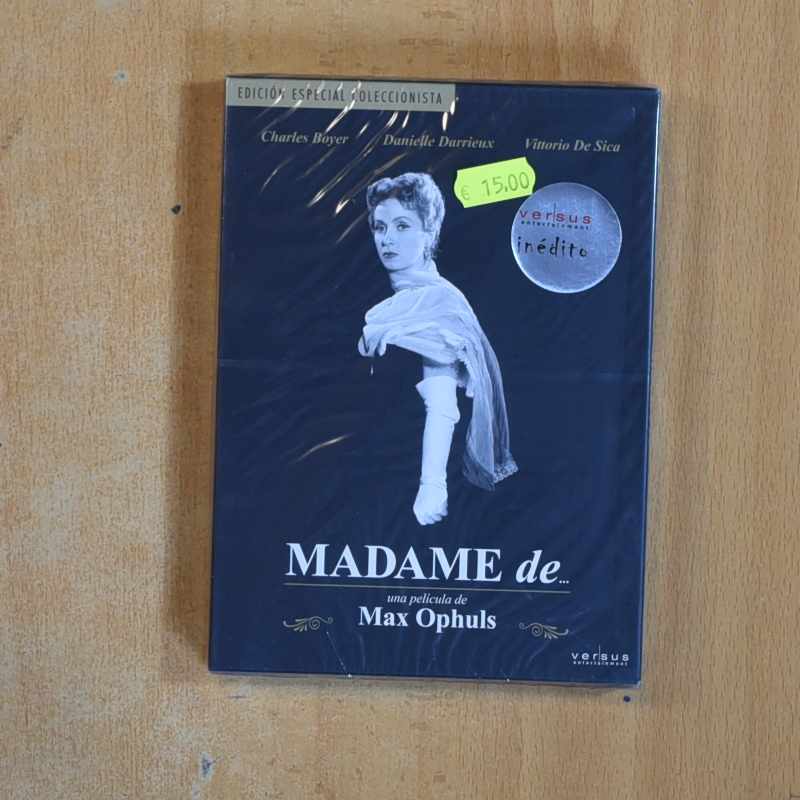 EDICIÓN ESPECIAL COLECCIONISTA
Charles Boyer Danielle Darrieux Vittorio De Sica
€ 15,00
versus
entertainment
inédito
MADAME de...
una película de
Max Ophuls
versus
entertainment